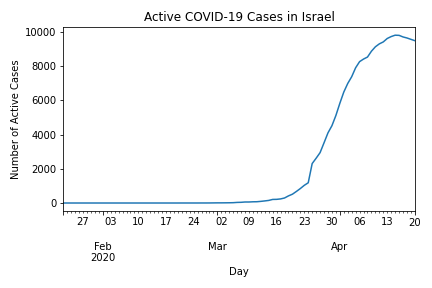 Active COVID-19 Cases in Israel
Number of Active Cases
10000
8000
6000
4000
2000
0
27 03 10 17 24 02 09 16 23 30 06 13 20
Feb Mar Apr
2020
Day